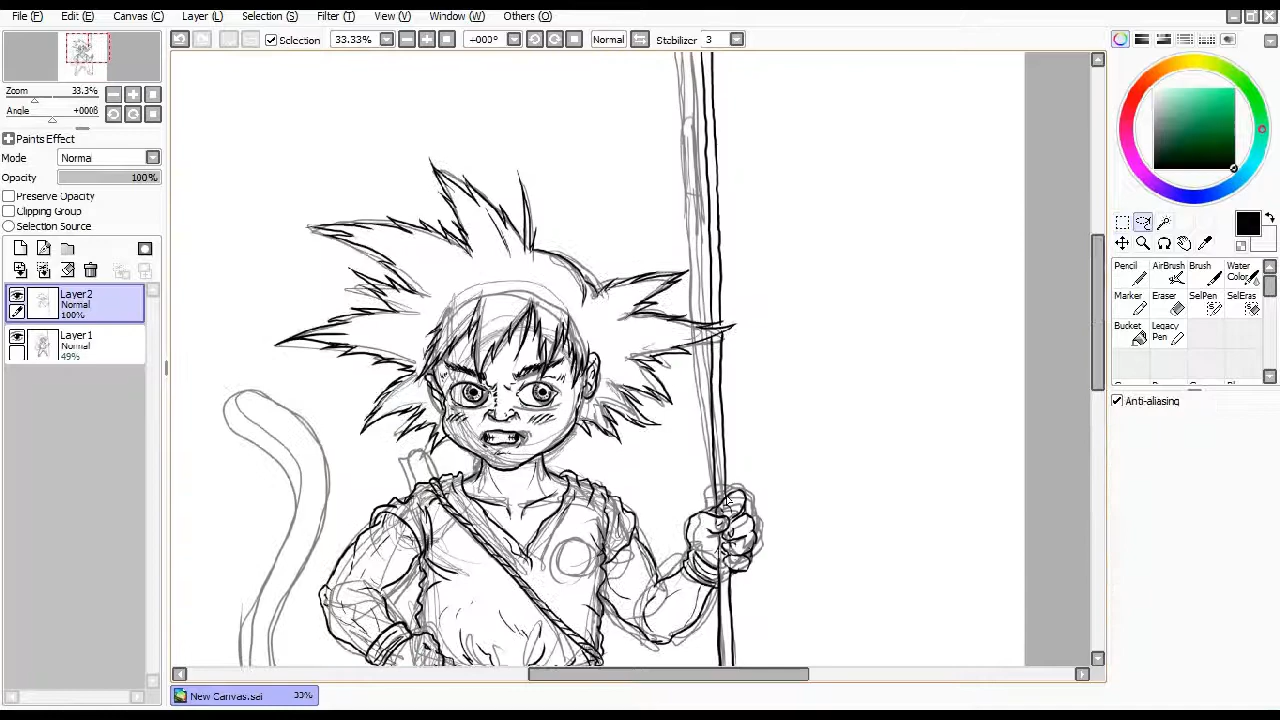 File (F) Edit (E) Canvas (C) Layer (L) Selection (S) Filter (T) View (V) Window (W) Others (O)
Selection 33.33% +000° Normal Stabilizer 3
Zoom 33.3%
Angle +0006
Paints Effect
Mode Normal
Opacity 100%
Preserve Opacity
Clipping Group
Selection Source
Layer2
Normal
100%
Layer1
Normal
49%
Pencil AirBrush Brush Water
Color
Marker Eraser SelPen SelEras
Bucket Legacy
Pen
Anti-aliasing
New Canvas.sai 33%